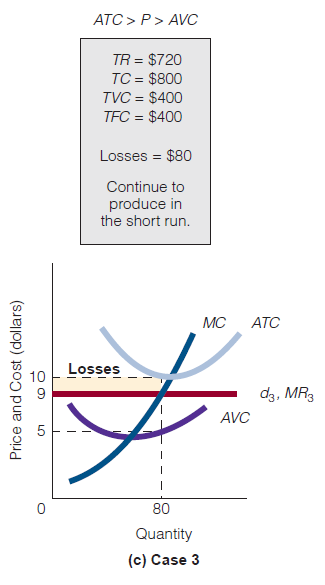 ATC > P > AVC
TR = $720
TC = $800
TVC = $400
TFC = $400
Losses = $80
Continue to
produce in
the short run.
Price and Cost (dollars)
MC
ATC
Losses
10
9
d3, MR3
AVC
5
0
80
Quantity
(c) Case 3